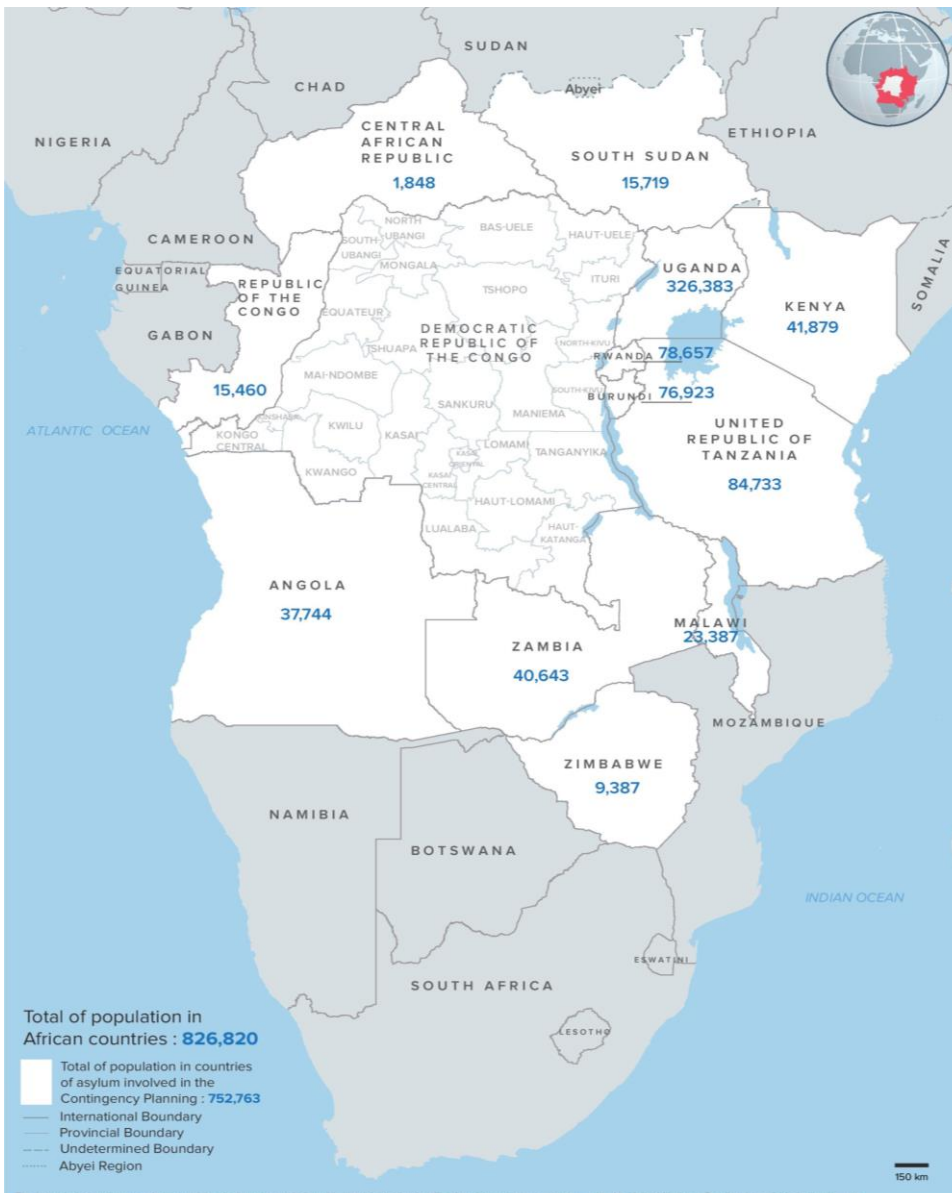 SUDAN
CHAD
Abyei
NIGERIA
CENTRAL
AFRICAN
REPUBLIC
1,848
ETHIOPIA
SOUTH SUDAN
15,719
CAMEROON
NORTH
UBANGI
SOUTH
UBANGI
BAS-UELE
HAUT-UELE
MONGALA
EQUATORIAL
GUINEA
REPUBLIC
OF THE
CONGO
TSHOPO
ITURI
UGANDA
326,383
SOMALIA
KENYA
41,879
GABON
EQUATEUR
DEMOCRATIC
REPUBLIC OF
THE CONGO
TSHUAPA
NORTH-KIVU
RWANDA
78,657
MAI-NDOMBE
15,460
SOUTH-KIVU
BURUNDI
76,923
SANKURU
MANIEMA
KINSHASA
KWILU
KASAI
ATLANTIC OCEAN
KONGO
CENTRAL
UNITED
REPUBLIC OF
TANZANIA
84,733
LOMAMI
KASAI
ORIENTAL
TANGANYIKA
KWANGO
KASAI
CENTRAL
HAUT-LOMAMI
LUALABA
HAUT-
KATANGA
ANGOLA
37,744
MALAWI
23,387
ZAMBIA
40,643
MOZAMBIQUE
ZIMBABWE
9,387
NAMIBIA
BOTSWANA
INDIAN OCEAN
ESWATINI
SOUTH AFRICA
LESOTHO
Total of population in
African countries : 826,820
Total of population in countries
of asylum involved in the
Contingency Planning : 752,763
International Boundary
Provincial Boundary
Undetermined Boundary
Abyei Region
150 km